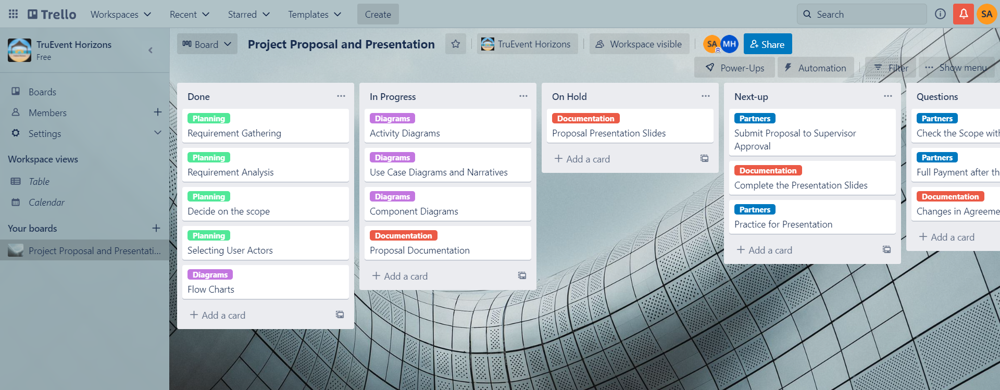 Trello
Workspaces
Recent
Starred
Templates
Create
Search
SA
TruEvent Horizons
Free
Boards
Members
Settings
Workspace views
Table
Calendar
Your boards
Project Proposal and Presentati...
Board
Project Proposal and Presentation
TruEvent Horizons
Workspace visible
SA
MH
Share
Power-Ups
Automation
Filter
Show menu
Done
Planning
Requirement Gathering
Planning
Requirement Analysis
Planning
Decide on the scope
Planning
Selecting User Actors
Diagrams
Flow Charts
Add a card
In Progress
Diagrams
Activity Diagrams
Diagrams
Use Case Diagrams and Narratives
Diagrams
Component Diagrams
Documentation
Proposal Documentation
Add a card
On Hold
Documentation
Proposal Presentation Slides
Add a card
Next-up
Partners
Submit Proposal to Supervisor
Approval
Documentation
Complete the Presentation Slides
Partners
Practice for Presentation
Add a card
Questions
Partners
Check the Scope with
Partners
Full Payment after th
Documentation
Changes in Agreeme
Add a card